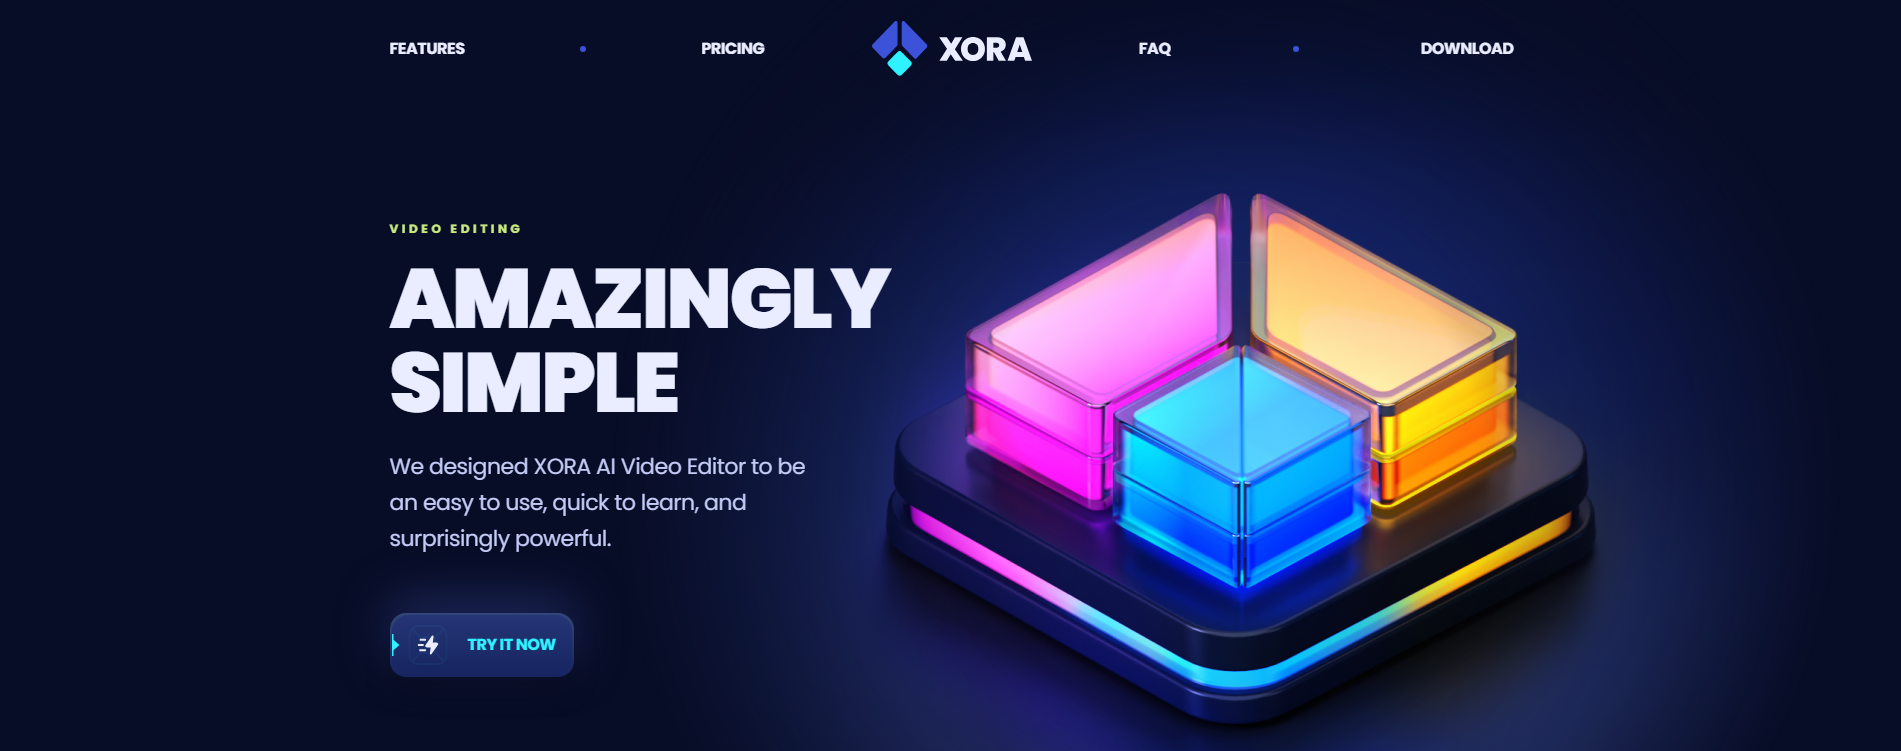 FEATURES
PRICING
XORA
FAQ
DOWNLOAD
VIDEO EDITING
AMAZINGLY
SIMPLE
We designed XORA AI Video Editor to be
an easy to use, quick to learn, and
surprisingly powerful.
TRY IT NOW